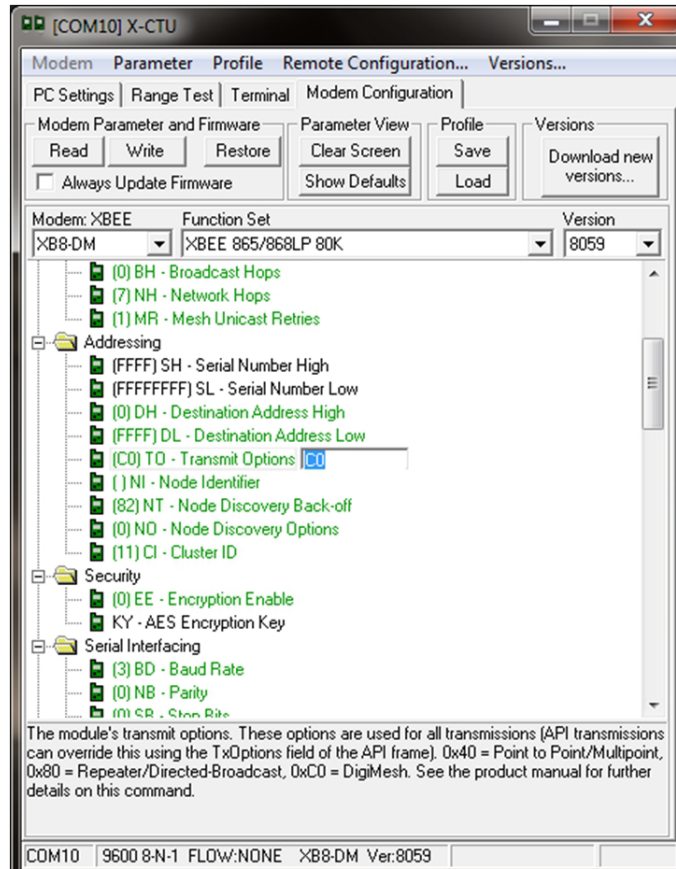 [COM10] X-CTU
Modem Parameter Profile Remote Configuration... Versions...
PC Settings Range Test Terminal Modem Configuration
Modem Parameter and Firmware Parameter View Profile Versions
Read Write Restore Clear Screen Save Download new versions...
Always Update Firmware Show Defaults Load
Modem: XBEE Function Set Version
XB8-DM XBEE 865/868LP 80K 8059
(0) BH - Broadcast Hops
(7) NH - Network Hops
(1) MR - Mesh Unicast Retries
Addressing
(FFFF) SH - Serial Number High
(FFFFFFFF) SL - Serial Number Low
(0) DH - Destination Address High
(FFFF) DL - Destination Address Low
(C0) TO - Transmit Options C0
( ) NI - Node Identifier
(82) NT - Node Discovery Back-off
(0) NO - Node Discovery Options
(11) CI - Cluster ID
Security
(0) EE - Encryption Enable
KY - AES Encryption Key
Serial Interfacing
(3) BD - Baud Rate
(0) NB - Parity
(0) SB - Stop Bits
The module's transmit options. These options are used for all transmissions (API transmissions
can override this using the TxOptions field of the API frame). 0x40 = Point to Point/Multipoint,
0x80 = Repeater/Directed-Broadcast, 0xC0 = DigiMesh. See the product manual for further
details on this command.
COM10 9600 8-N-1 FLOW:NONE XB8-DM Ver:8059